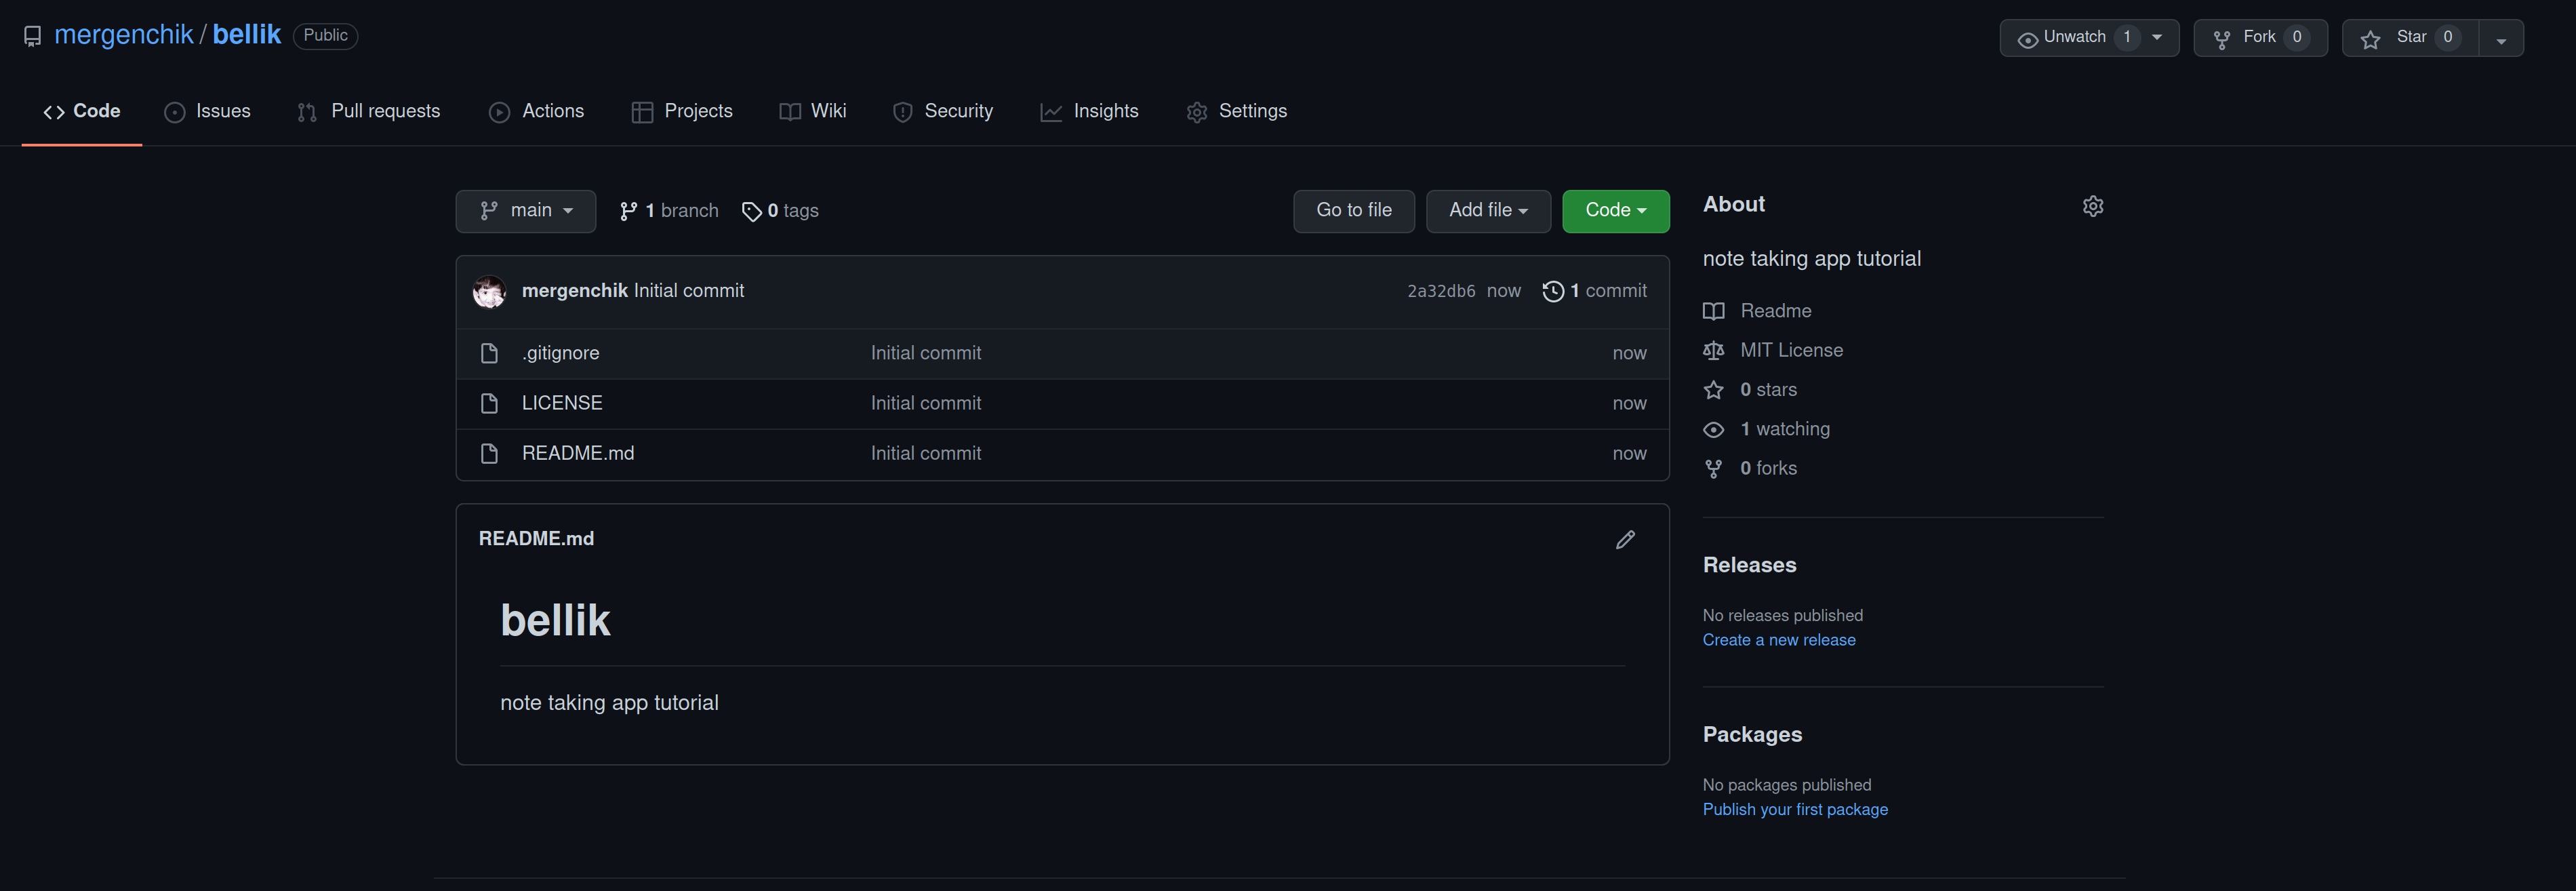 mergenchik / bellik Public
Unwatch 1 Fork 0 Star 0
Code Issues Pull requests Actions Projects Wiki Security Insights Settings
main 1 branch 0 tags Go to file Add file Code
mergenchik Initial commit 2a32db6 now 1 commit
.gitignore Initial commit now
LICENSE Initial commit now
README.md Initial commit now
README.md
bellik
note taking app tutorial
About
note taking app tutorial
Readme
MIT License
0 stars
1 watching
0 forks
Releases
No releases published
Create a new release
Packages
No packages published
Publish your first package